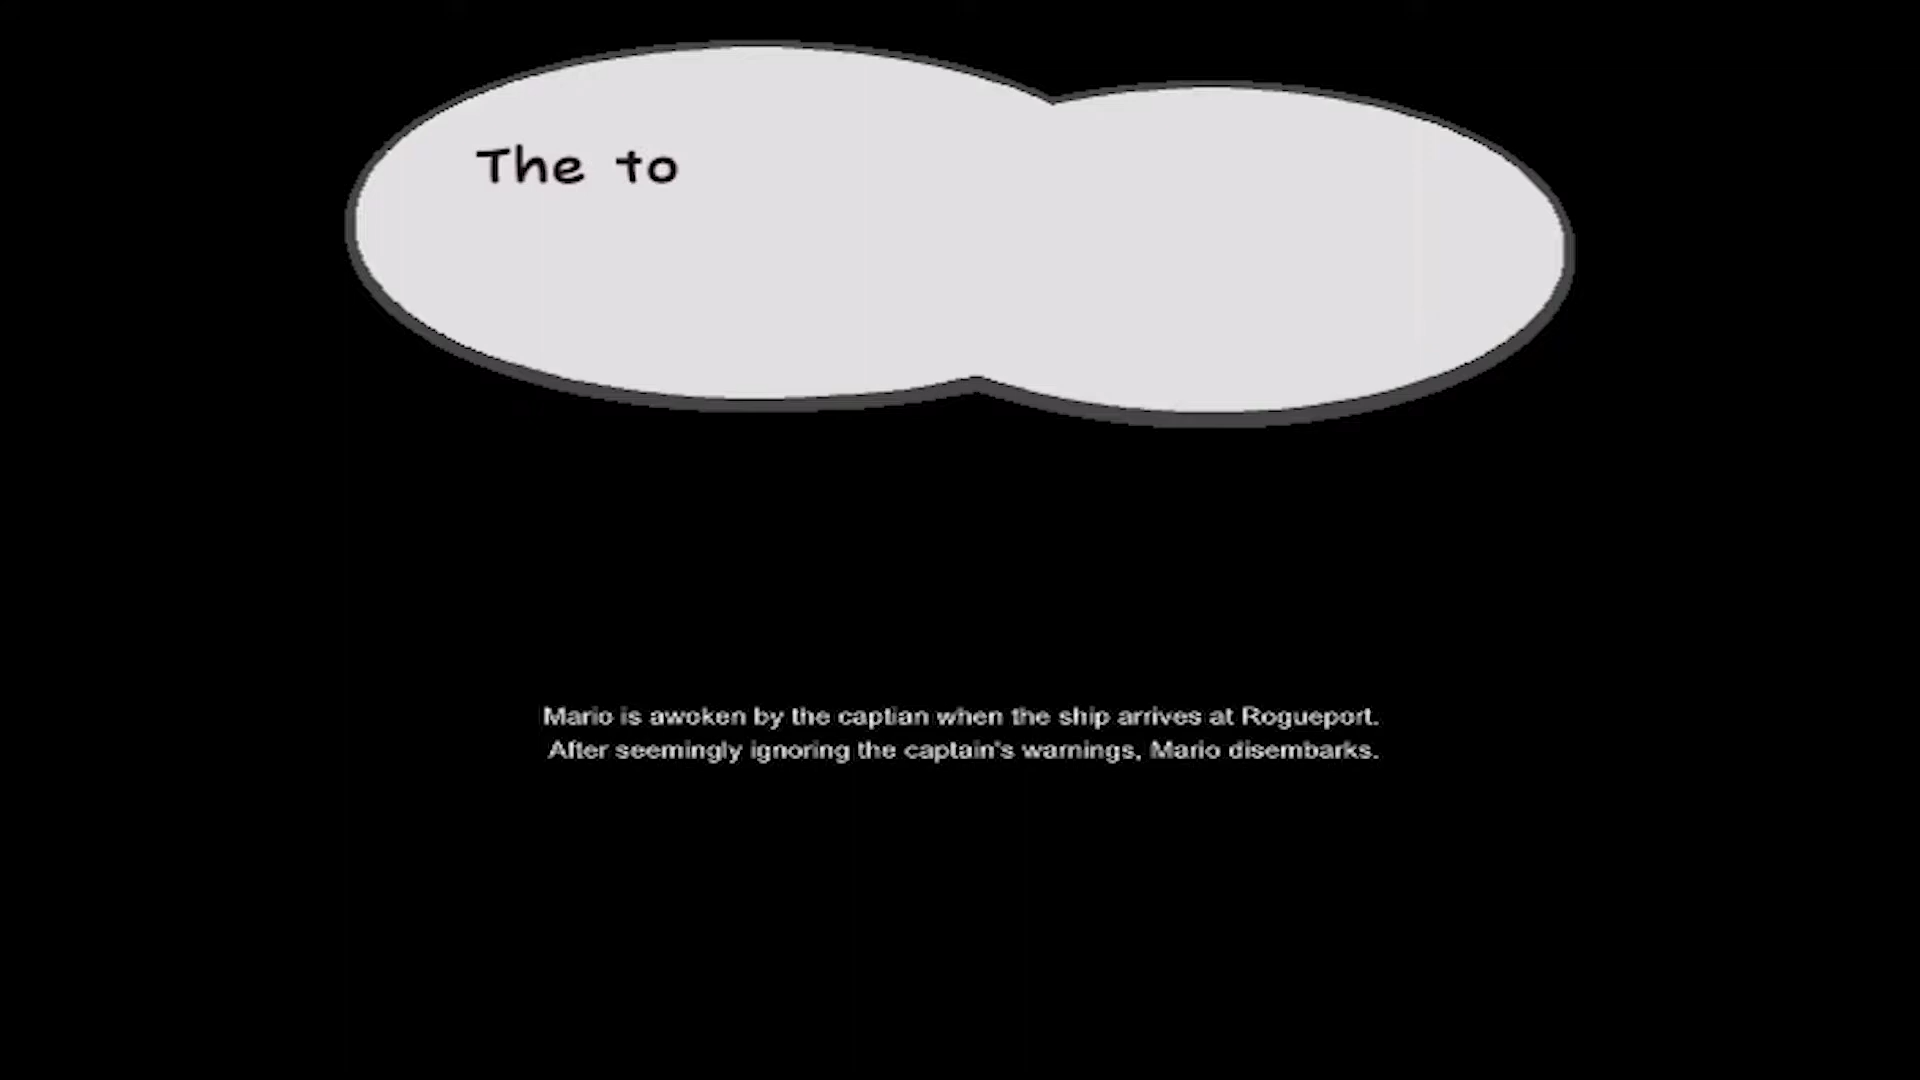 The to
Mario is awoken by the captian when the ship arrives at Rogueport.
After seemingly ignoring the captain's warnings, Mario disembarks.